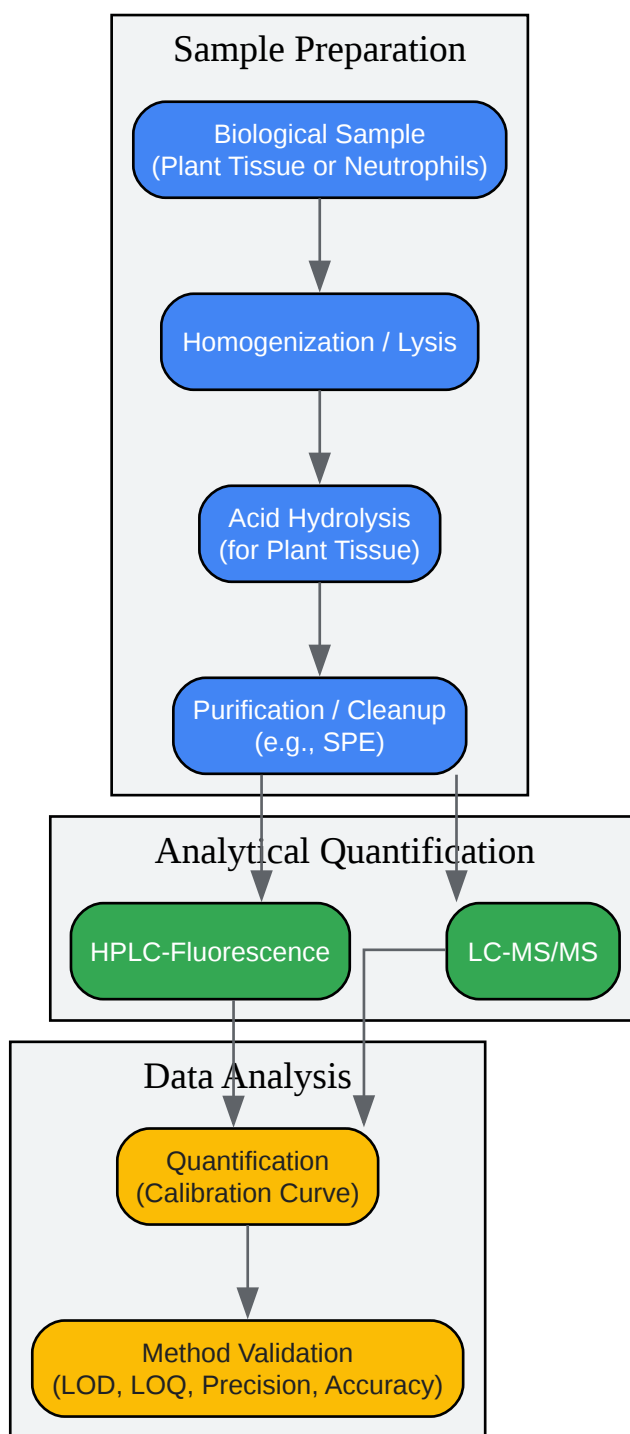 Sample Preparation
Biological Sample
(Plant Tissue or Neutrophils)
Homogenization / Lysis
Acid Hydrolysis
(for Plant Tissue)
Purification / Cleanup
(e.g., SPE)
Analytical Quantification
HPLC-Fluorescence
LC-MS/MS
Data Analysis
Quantification
(Calibration Curve)
Method Validation
(LOD, LOQ, Precision, Accuracy)